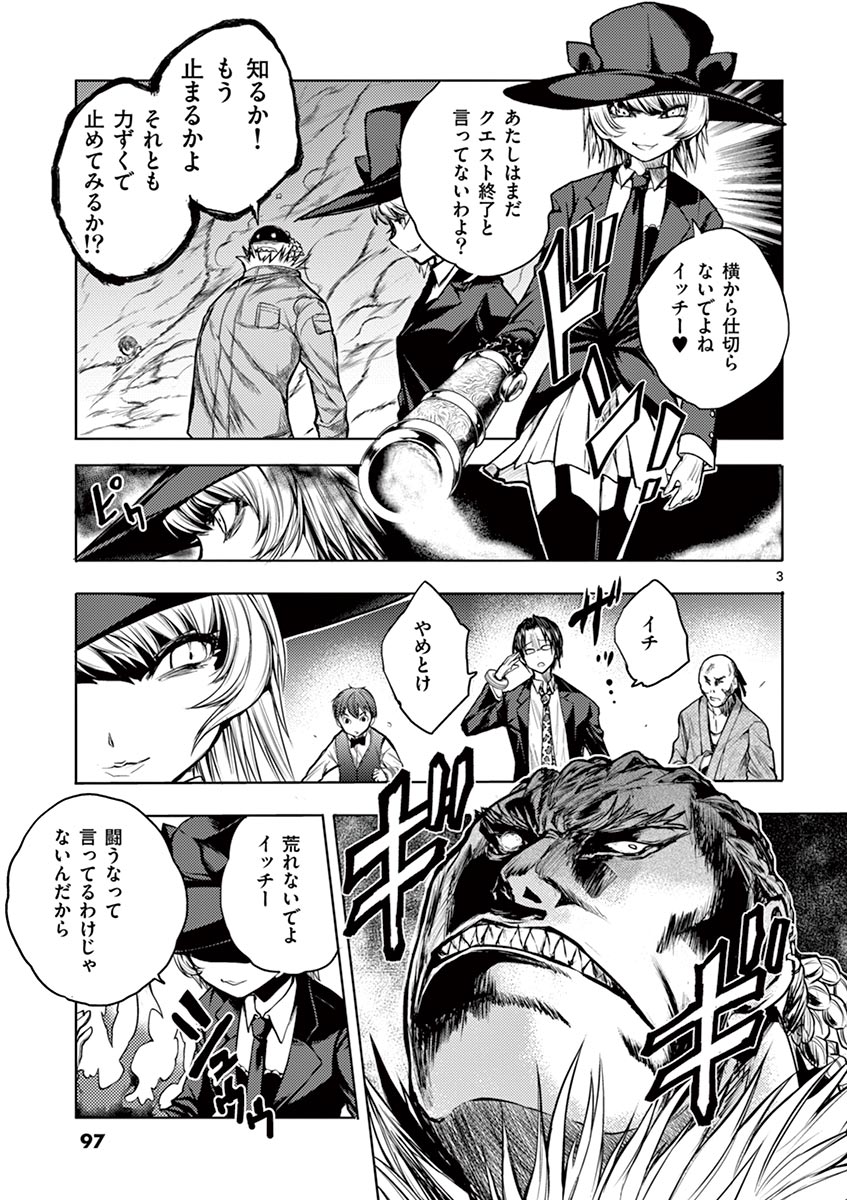 横から仕切ら
ないでよね
イッチー♥
あたしはまだ
クエスト終了と
言ってないわよ?
ドン!!
知るか!
もう
止まるかよ
それとも
力ずくで
止めてみるか!?
ピク
3
イチ
ザッ…
やめとけ
ギギ
荒れないでよ
イッチー
闘うなって
言ってるわけじゃ
ないんだから
シュウウ
97